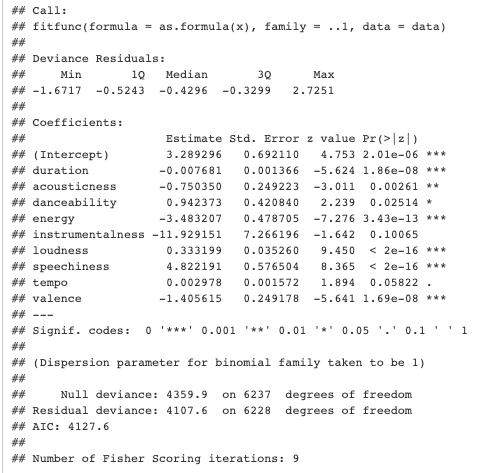 ## Call:
## fitfunc(formula = as.formula(x), family = ..1, data = data)
##
## Deviance Residuals:
##     Min       1Q   Median       3Q      Max
## -1.6717  -0.5243  -0.4296  -0.3299   2.7251
##
## Coefficients:
##                    Estimate Std. Error z value Pr(>|z|)
## (Intercept)        3.289296   0.692110   4.753 2.01e-06 ***
## duration          -0.007681   0.001366  -5.624 1.86e-08 ***
## acousticness      -0.750350   0.249223  -3.011  0.00261 **
## danceability       0.942373   0.420840   2.239  0.02514 *
## energy            -3.483207   0.478705  -7.276 3.43e-13 ***
## instrumentalness -11.929151   7.266196  -1.642  0.10065
## loudness           0.333199   0.035260   9.450  < 2e-16 ***
## speechiness        4.822191   0.576504   8.365  < 2e-16 ***
## tempo              0.002978   0.001572   1.894  0.05822 .
## valence           -1.405615   0.249178  -5.641 1.69e-08 ***
## ---
## Signif. codes:  0 '***' 0.001 '**' 0.01 '*' 0.05 '.' 0.1 ' ' 1
##
## (Dispersion parameter for binomial family taken to be 1)
##
##     Null deviance: 4359.9  on 6237  degrees of freedom
## Residual deviance: 4107.6  on 6228  degrees of freedom
## AIC: 4127.6
##
## Number of Fisher Scoring iterations: 9